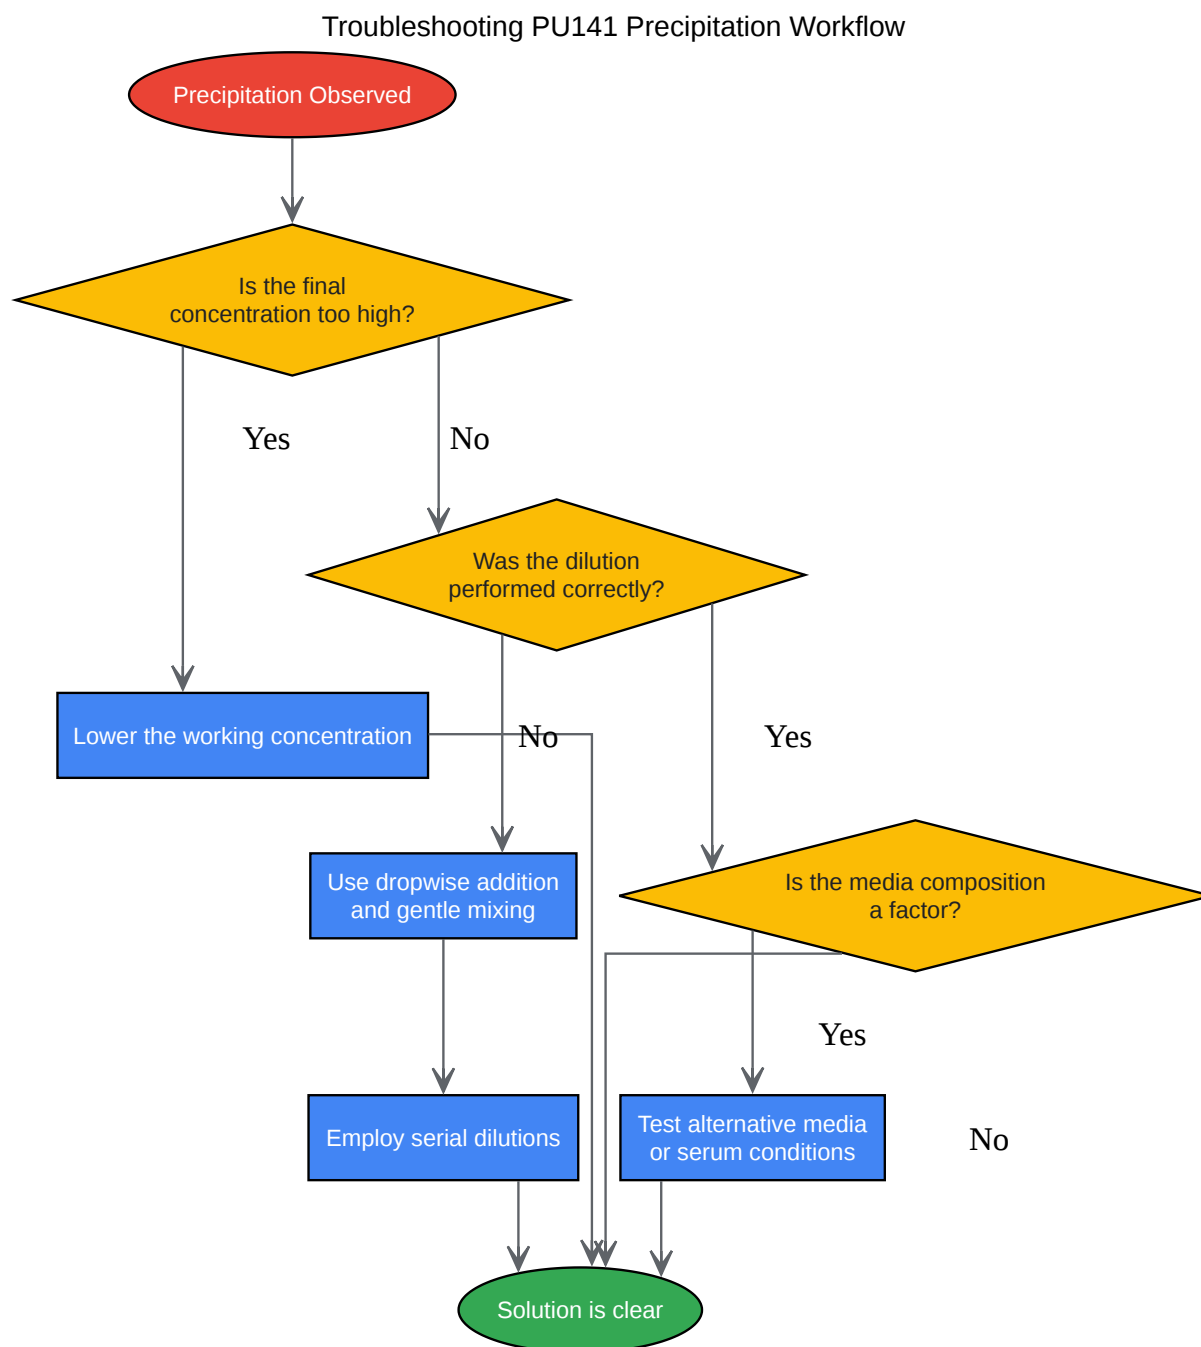 Troubleshooting PU141 Precipitation Workflow
Precipitation Observed
Is the final
concentration too high?
Yes
No
Was the dilution
performed correctly?
Lower the working concentration
No
Yes
Use dropwise addition
and gentle mixing
Is the media composition
a factor?
Yes
Employ serial dilutions
Test alternative media
or serum conditions
No
Solution is clear